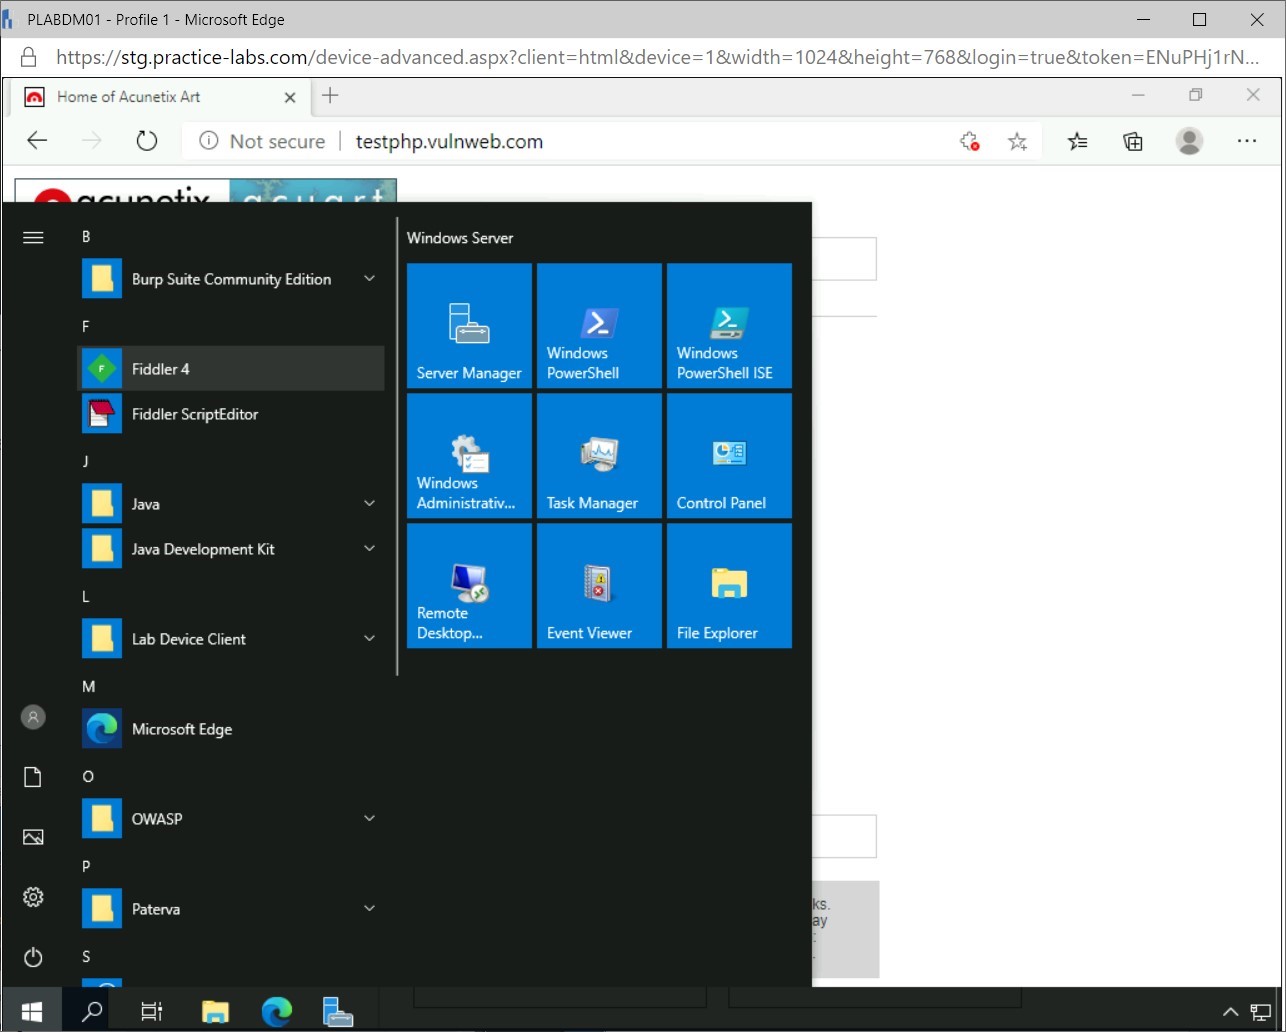 PLABDM01 - Profile 1 - Microsoft Edge
https://stg.practice-labs.com/device-advanced.aspx?client=html&device=1&width=1024&height=768&login=true&token=ENuPHj1rN...
Home of Acunetix Art
Not secure | testphp.vulnweb.com
acunetix acuart
B
Burp Suite Community Edition
F
F
Fiddler 4
Fiddler ScriptEditor
J
Java
Java Development Kit
L
Lab Device Client
M
Microsoft Edge
O
OWASP
P
Paterva
S
Windows Server
Server Manager
Windows
PowerShell
Windows
PowerShell ISE
Windows
Administrativ...
Task Manager
Control Panel
Remote
Desktop...
Event Viewer
File Explorer
ks.
ay